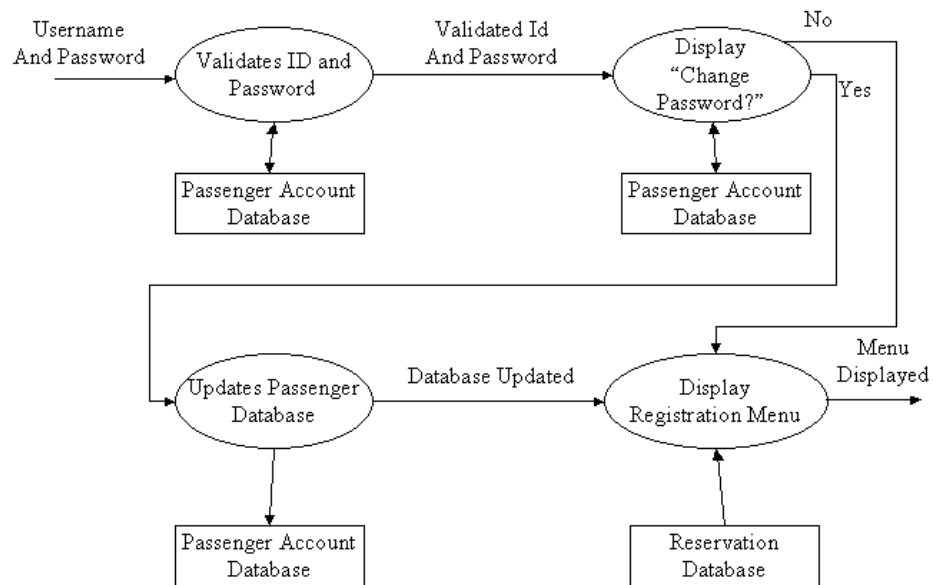 Username
And Password
Validates ID and
Password
Validated Id
And Password
Display
“Change
Password?”
No
Yes
Passenger Account
Database
Passenger Account
Database
Updates Passenger
Database
Database Updated
Display
Registration Menu
Menu
Displayed
Passenger Account
Database
Reservation
Database